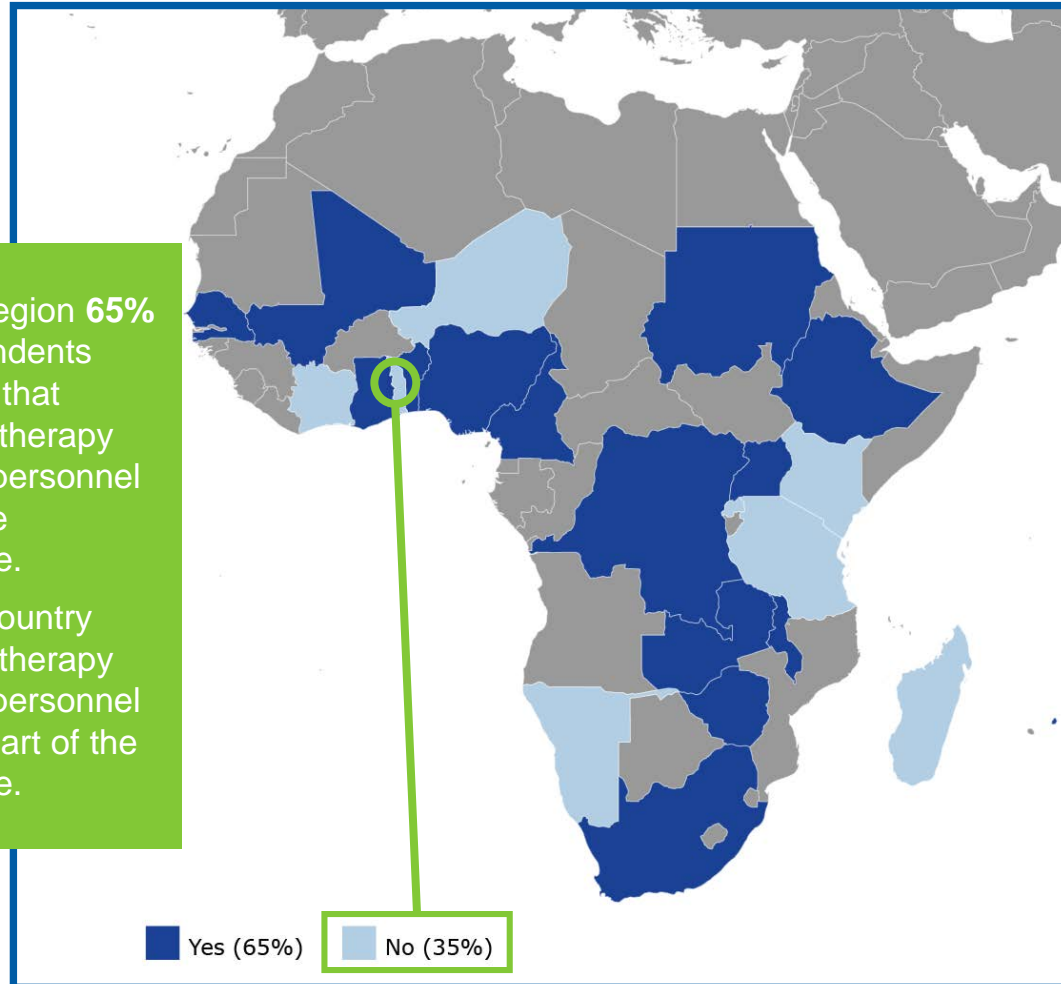 egion 65%
ndents
that
therapy
personnel
e
e.
ountry
therapy
personnel
art of the
e.
Yes (65%)
No (35%)